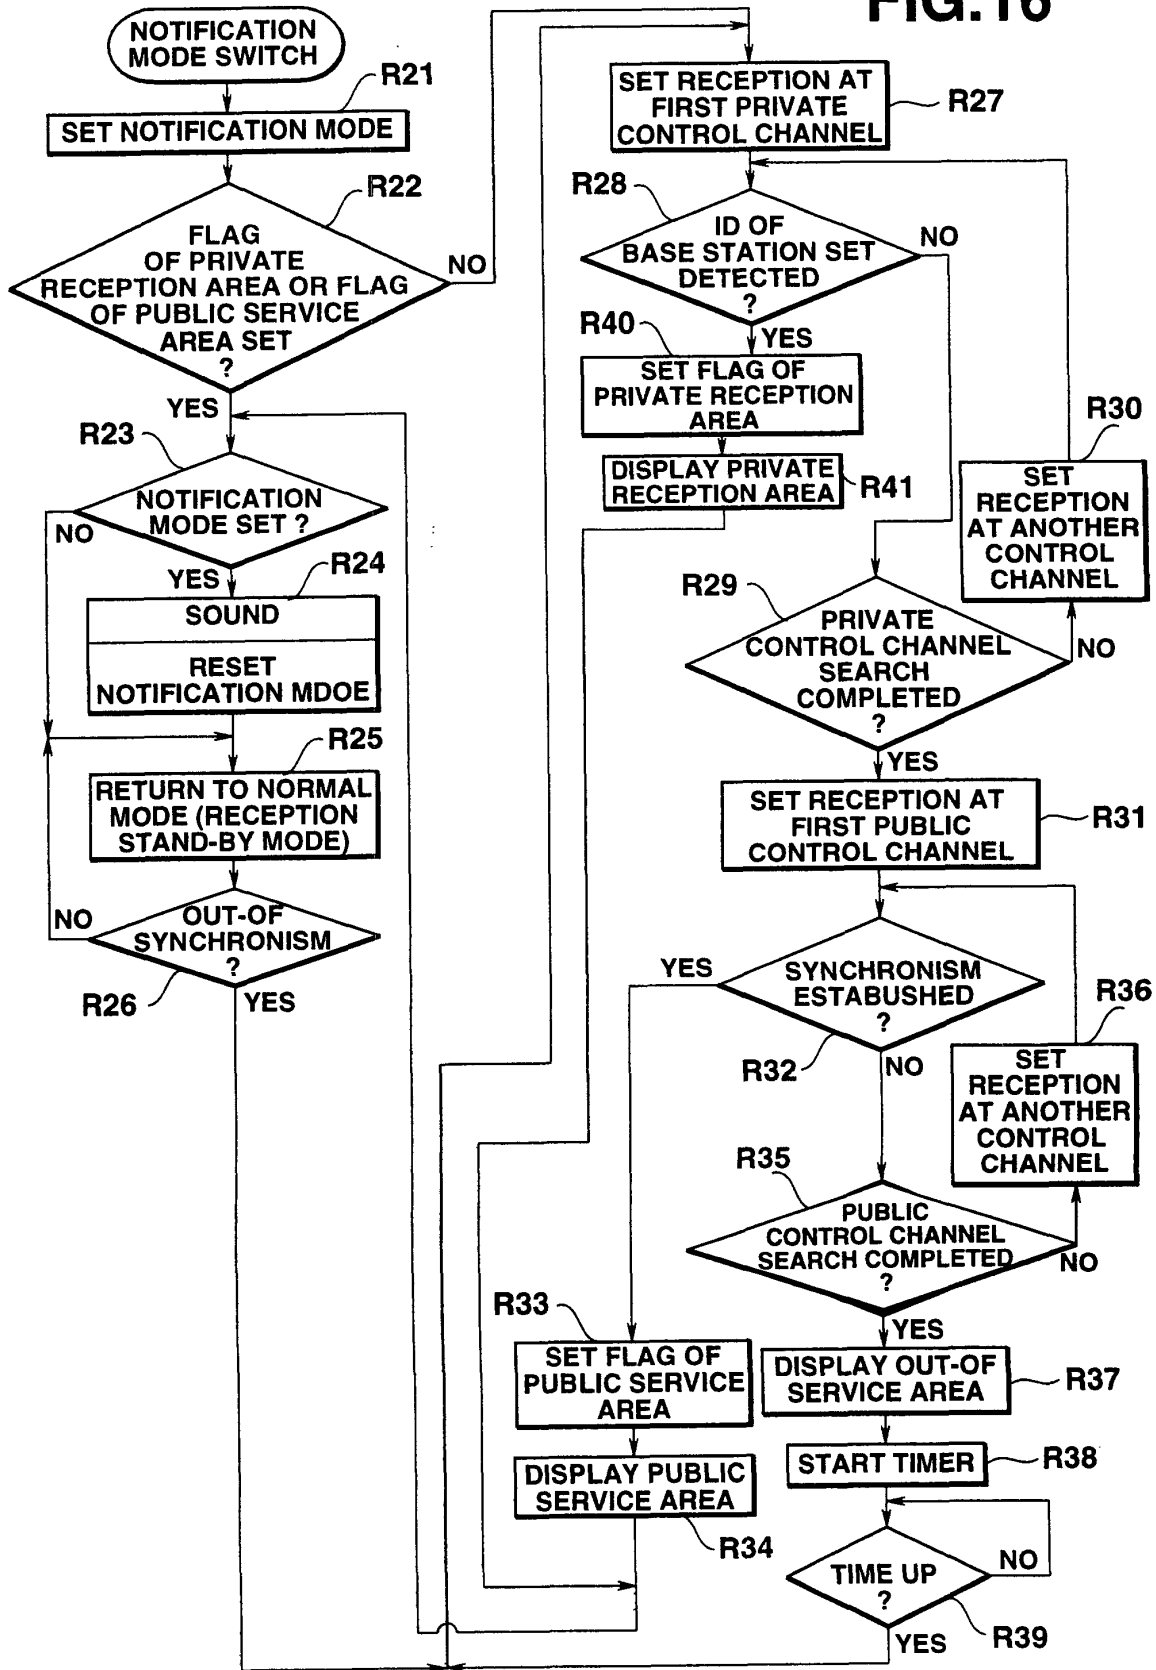 FIG.16
NOTIFICATION
MODE SWITCH
R21
SET NOTIFICATION MODE
R22
FLAG
OF PRIVATE
RECEPTION AREA OR FLAG
OF PUBLIC SERVICE
AREA SET
?
NO
YES
R23
NOTIFICATION
MODE SET ?
NO
YES
R24
SOUND
RESET
NOTIFICATION MDOE
R25
RETURN TO NORMAL
MODE (RECEPTION
STAND-BY MODE)
NO
OUT-OF
SYNCHRONISM
?
R26
YES
SET RECEPTION AT
FIRST PRIVATE
CONTROL CHANNEL
R27
R28
ID OF
BASE STATION SET
DETECTED
?
NO
YES
R40
SET FLAG OF
PRIVATE RECEPTION
AREA
DISPLAY PRIVATE
RECEPTION AREA
R41
R30
SET
RECEPTION
AT ANOTHER
CONTROL
CHANNEL
R29
PRIVATE
CONTROL CHANNEL
SEARCH
COMPLETED
?
NO
YES
SET RECEPTION AT
FIRST PUBLIC
CONTROL CHANNEL
R31
YES
SYNCHRONISM
ESTABUSHED
?
R32
NO
R36
SET
RECEPTION
AT ANOTHER
CONTROL
CHANNEL
R35
PUBLIC
CONTROL CHANNEL
SEARCH COMPLETED
?
NO
YES
R33
SET FLAG OF
PUBLIC SERVICE
AREA
DISPLAY PUBLIC
SERVICE AREA
R34
DISPLAY OUT-OF
SERVICE AREA
R37
START TIMER
R38
TIME UP
?
NO
R39
YES